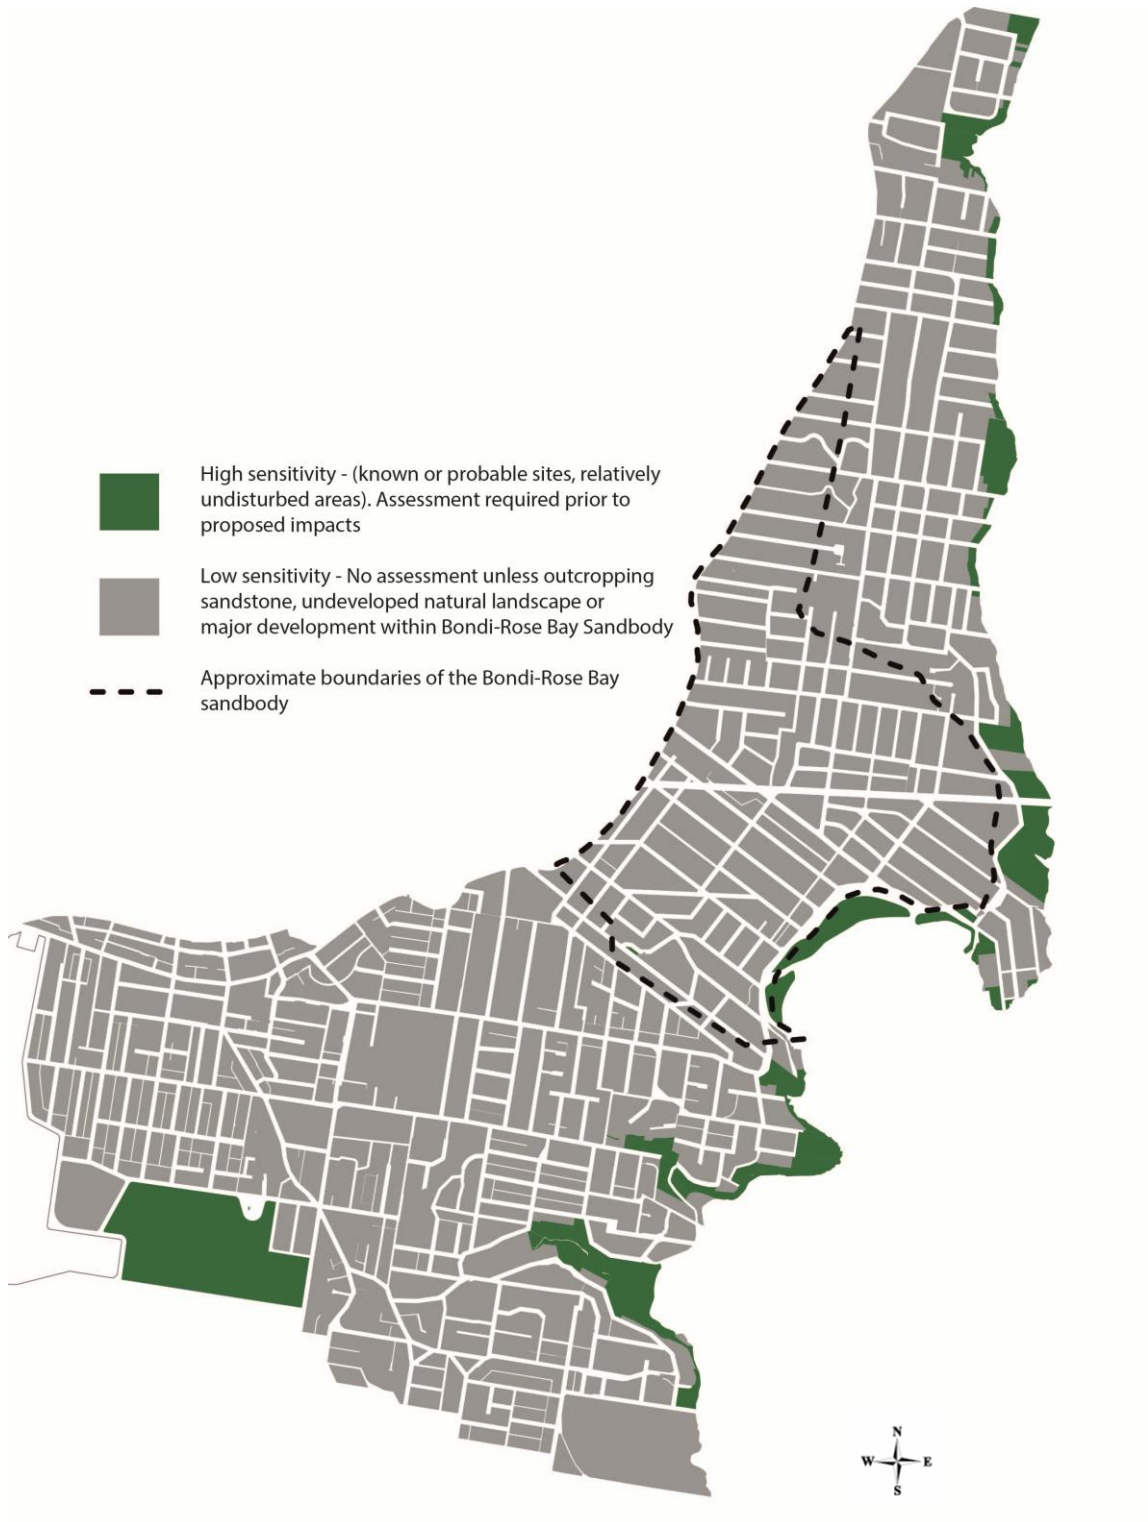 High sensitivity - (known or probable sites, relatively
undisturbed areas). Assessment required prior to
proposed impacts
Low sensitivity - No assessment unless outcropping
sandstone, undeveloped natural landscape or
major development within Bondi-Rose Bay Sandbody
Approximate boundaries of the Bondi-Rose Bay
sandbody
N
W E
S